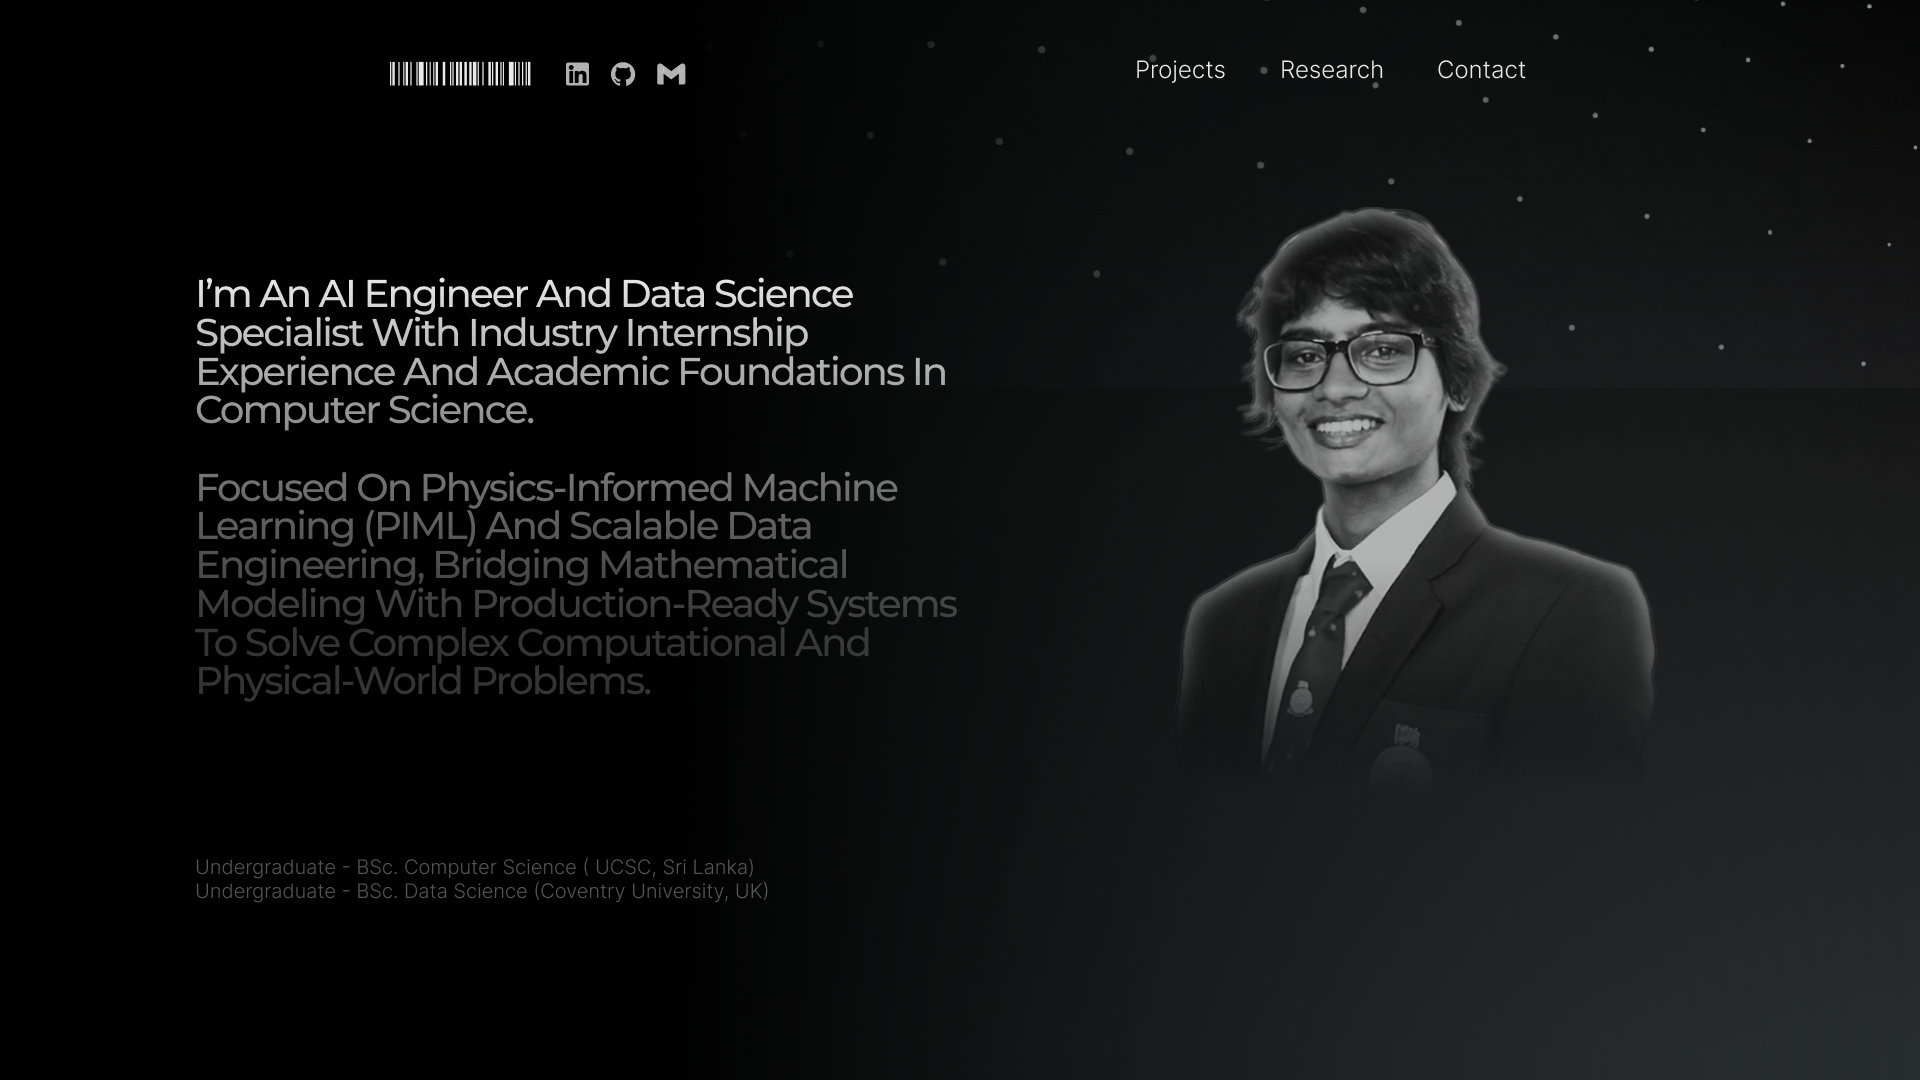 Projects
Research
Contact
I’m An AI Engineer And Data Science
Specialist With Industry Internship
Experience And Academic Foundations In
Computer Science.
Focused On Physics-Informed Machine
Learning (PIML) And Scalable Data
Engineering, Bridging Mathematical
Modeling With Production-Ready Systems
To Solve Complex Computational And
Physical-World Problems.
Undergraduate - BSc. Computer Science ( UCSC, Sri Lanka)
Undergraduate - BSc. Data Science (Coventry University, UK)